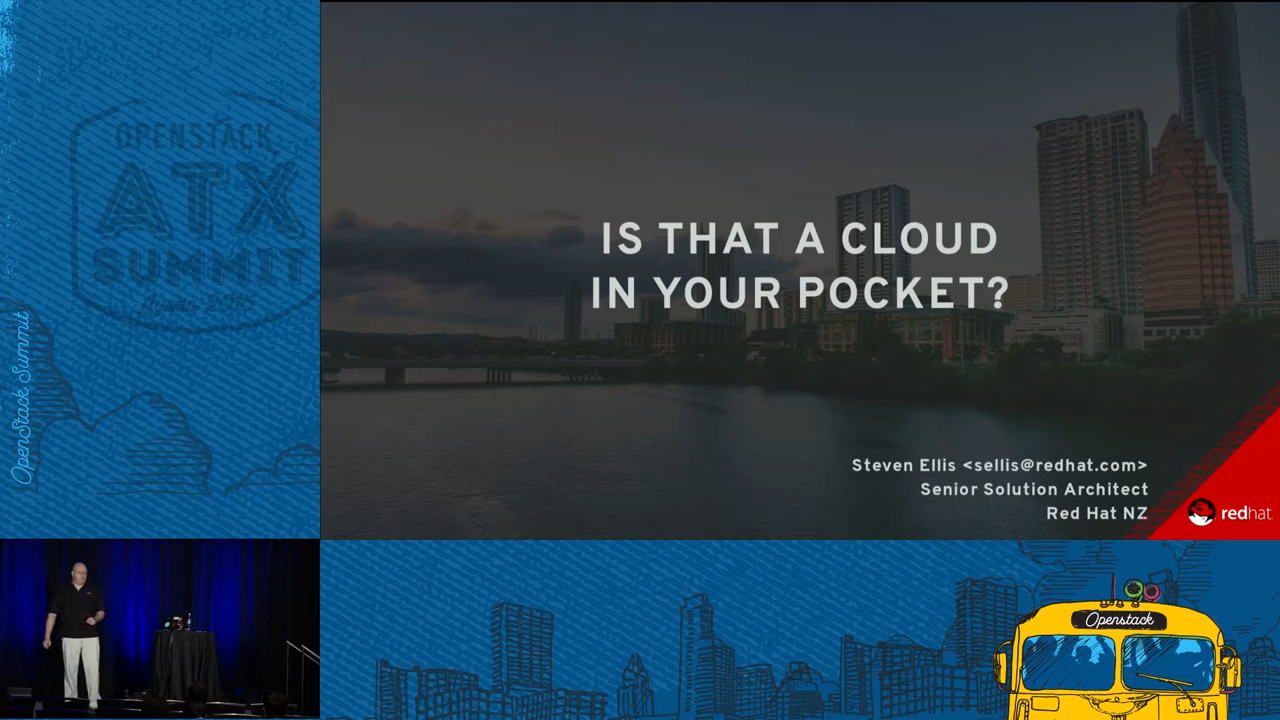 OPENSTACK
ATX
SUMMIT
OpenStack Summit
IS THAT A CLOUD
IN YOUR POCKET?
Steven Ellis <sellis@redhat.com>
Senior Solution Architect
Red Hat NZ
redhat.
Openstack